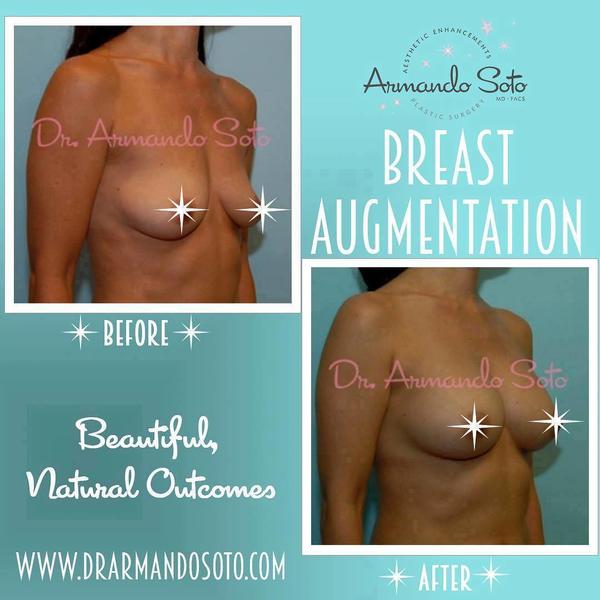 AESTHETIC ENHANCEMENTS
Armando Soto
MD • FACS
PLASTIC SURGERY
Dr. Armando Soto
BREAST
AUGMENTATION
BEFORE
Dr. Armando Soto
Beautiful,
Natural Outcomes
WWW.DRARMANDOSOTO.COM
AFTER